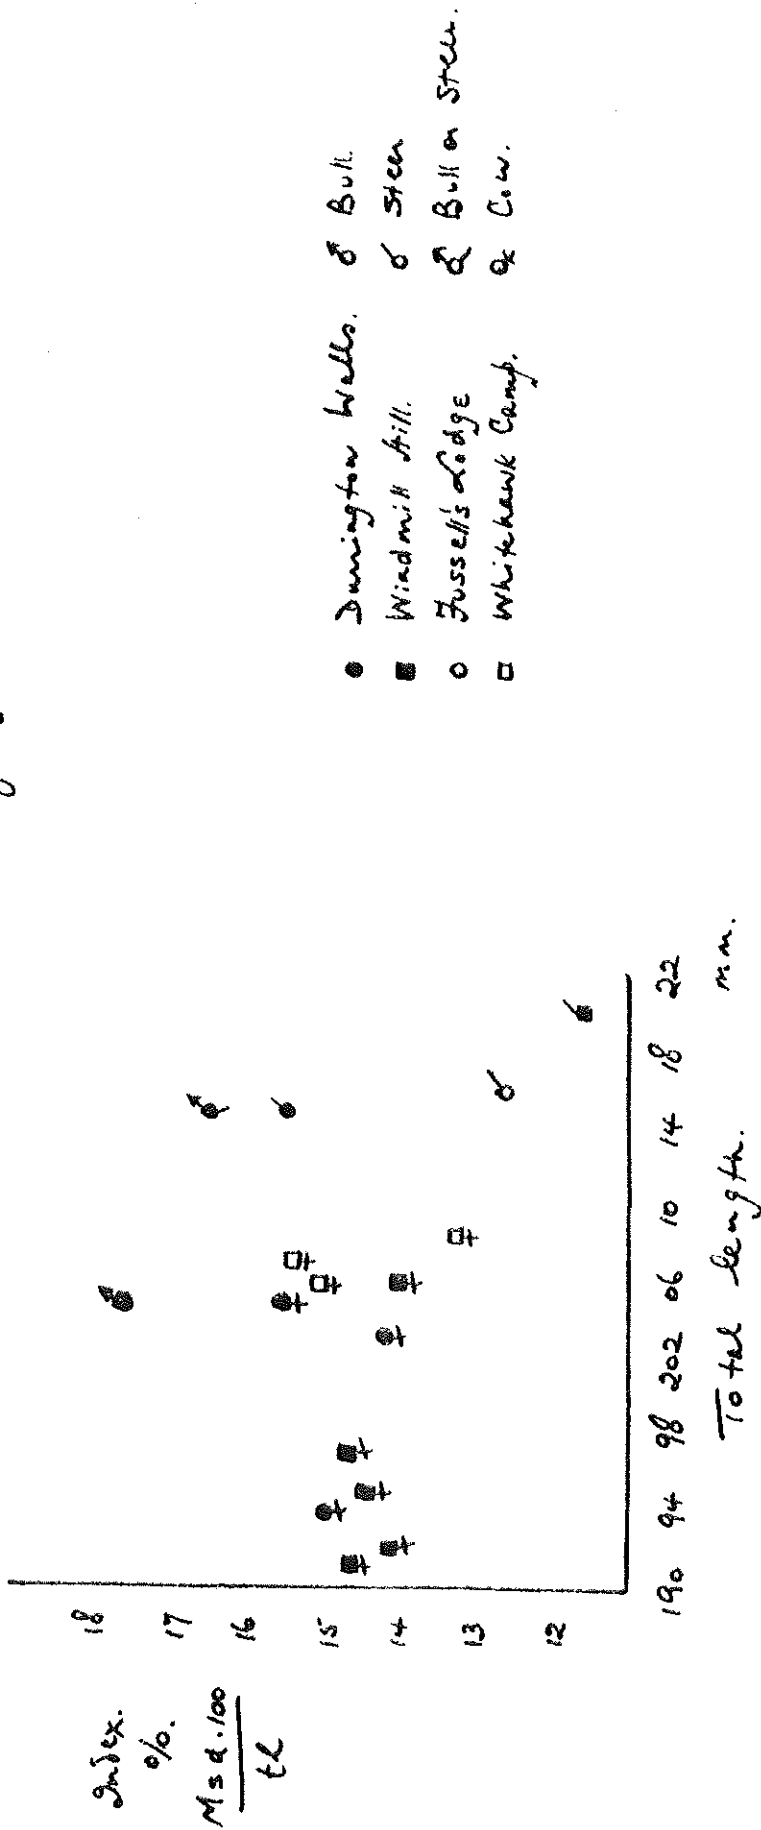 Index.
%.
Msd.100
tl
18
17
16
15
14
13
12
190 94 98 202 06 10 14 18 22
Total length. mm.
● Durrington Walls. Bull.
■ Windmill Hill. Steer
○ Fussell's Lodge Bull or Steer.
□ Whitehawk Camp. Cow.